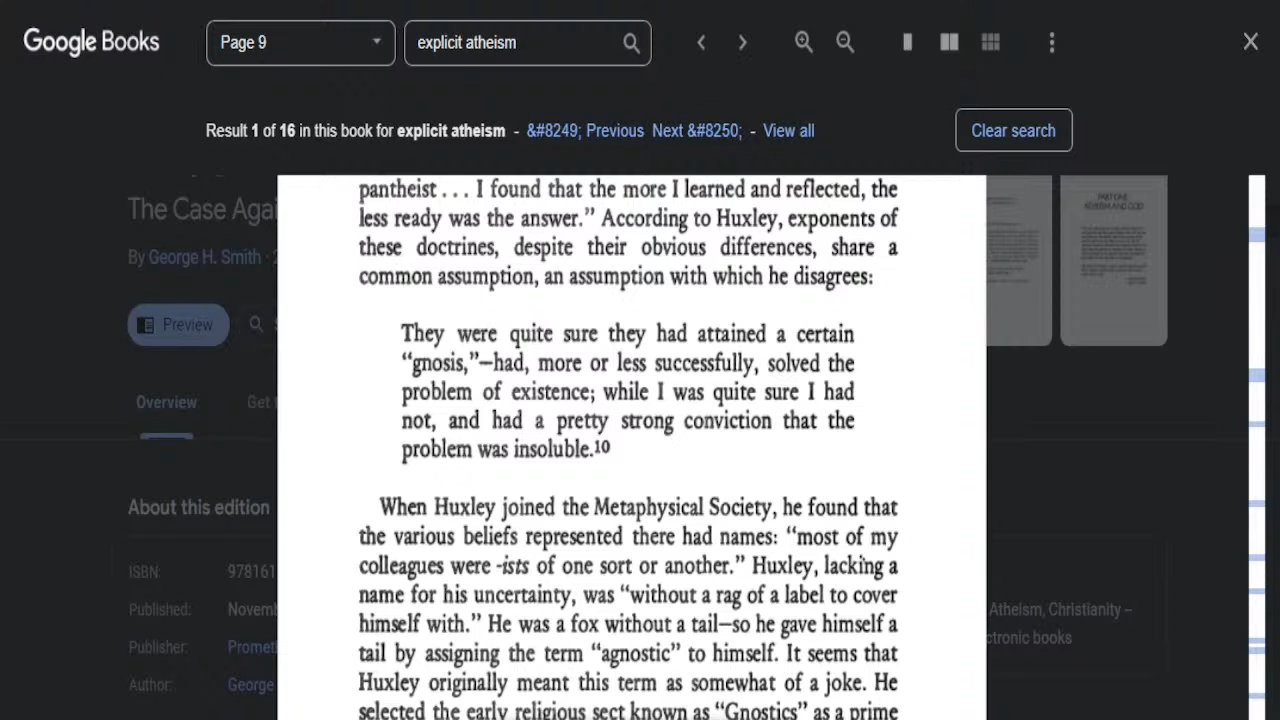 Google Books
Page 9
explicit atheism
Result 1 of 16 in this book for explicit atheism - &#8249; Previous Next &#8250; - View all
Clear search
The Case Agai
By George H. Smith ·
Preview
Overview
Get
About this edition
ISBN:
978161
Published:
Novemb
Publisher:
Prometh
Author:
George
pantheist . . . I found that the more I learned and reflected, the
less ready was the answer.” According to Huxley, exponents of
these doctrines, despite their obvious differences, share a
common assumption, an assumption with which he disagrees:
They were quite sure they had attained a certain
“gnosis,”—had, more or less successfully, solved the
problem of existence; while I was quite sure I had
not, and had a pretty strong conviction that the
problem was insoluble.10
When Huxley joined the Metaphysical Society, he found that
the various beliefs represented there had names: “most of my
colleagues were -ists of one sort or another.” Huxley, lacking a
name for his uncertainty, was “without a rag of a label to cover
himself with.” He was a fox without a tail—so he gave himself a
tail by assigning the term “agnostic” to himself. It seems that
Huxley originally meant this term as somewhat of a joke. He
selected the early religious sect known as “Gnostics” as a prime
PART ONE
ATHEISM AND GOD
Atheism, Christianity –
ctronic books